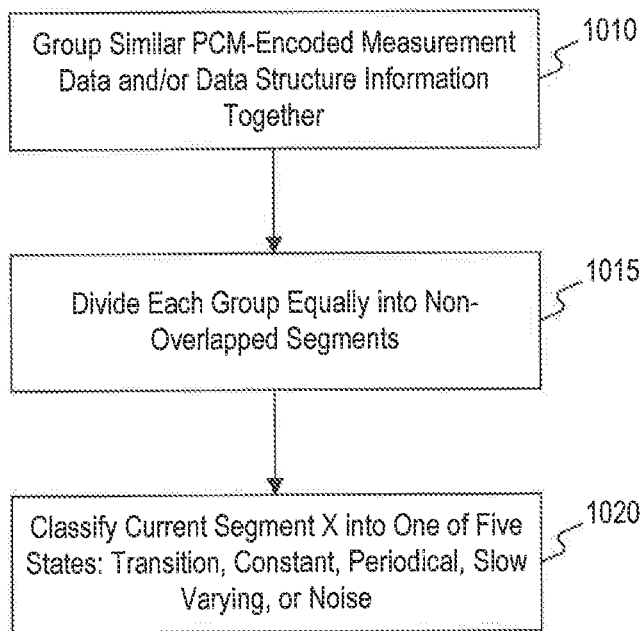 Group Similar PCM-Encoded Measurement
Data and/or Data Structure Information
Together
1010
Divide Each Group Equally into Non-
Overlapped Segments
1015
Classify Current Segment X into One of Five
States: Transition, Constant, Periodical, Slow
Varying, or Noise
1020